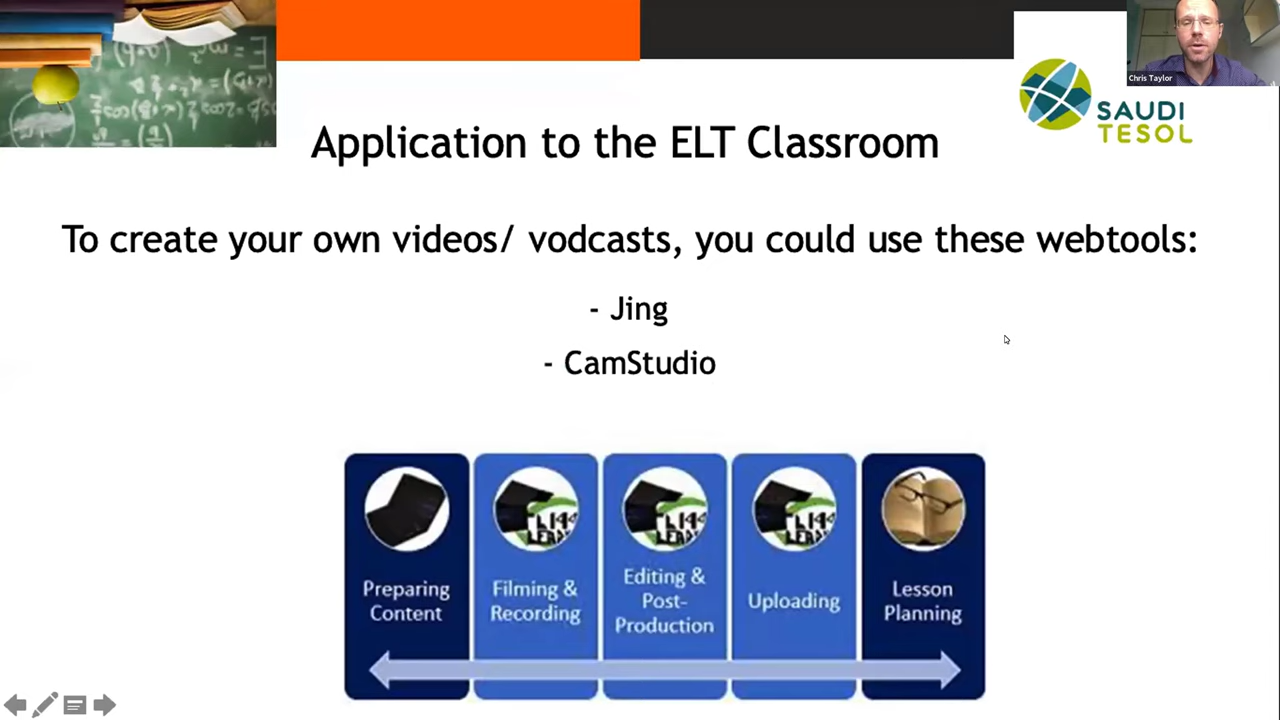 Chris Taylor
SAUDI
TESOL
Application to the ELT Classroom
To create your own videos/ vodcasts, you could use these webtools:
- Jing
- CamStudio
Preparing
Content
Filming &
Recording
Editing &
Post-
Production
Uploading
Lesson
Planning